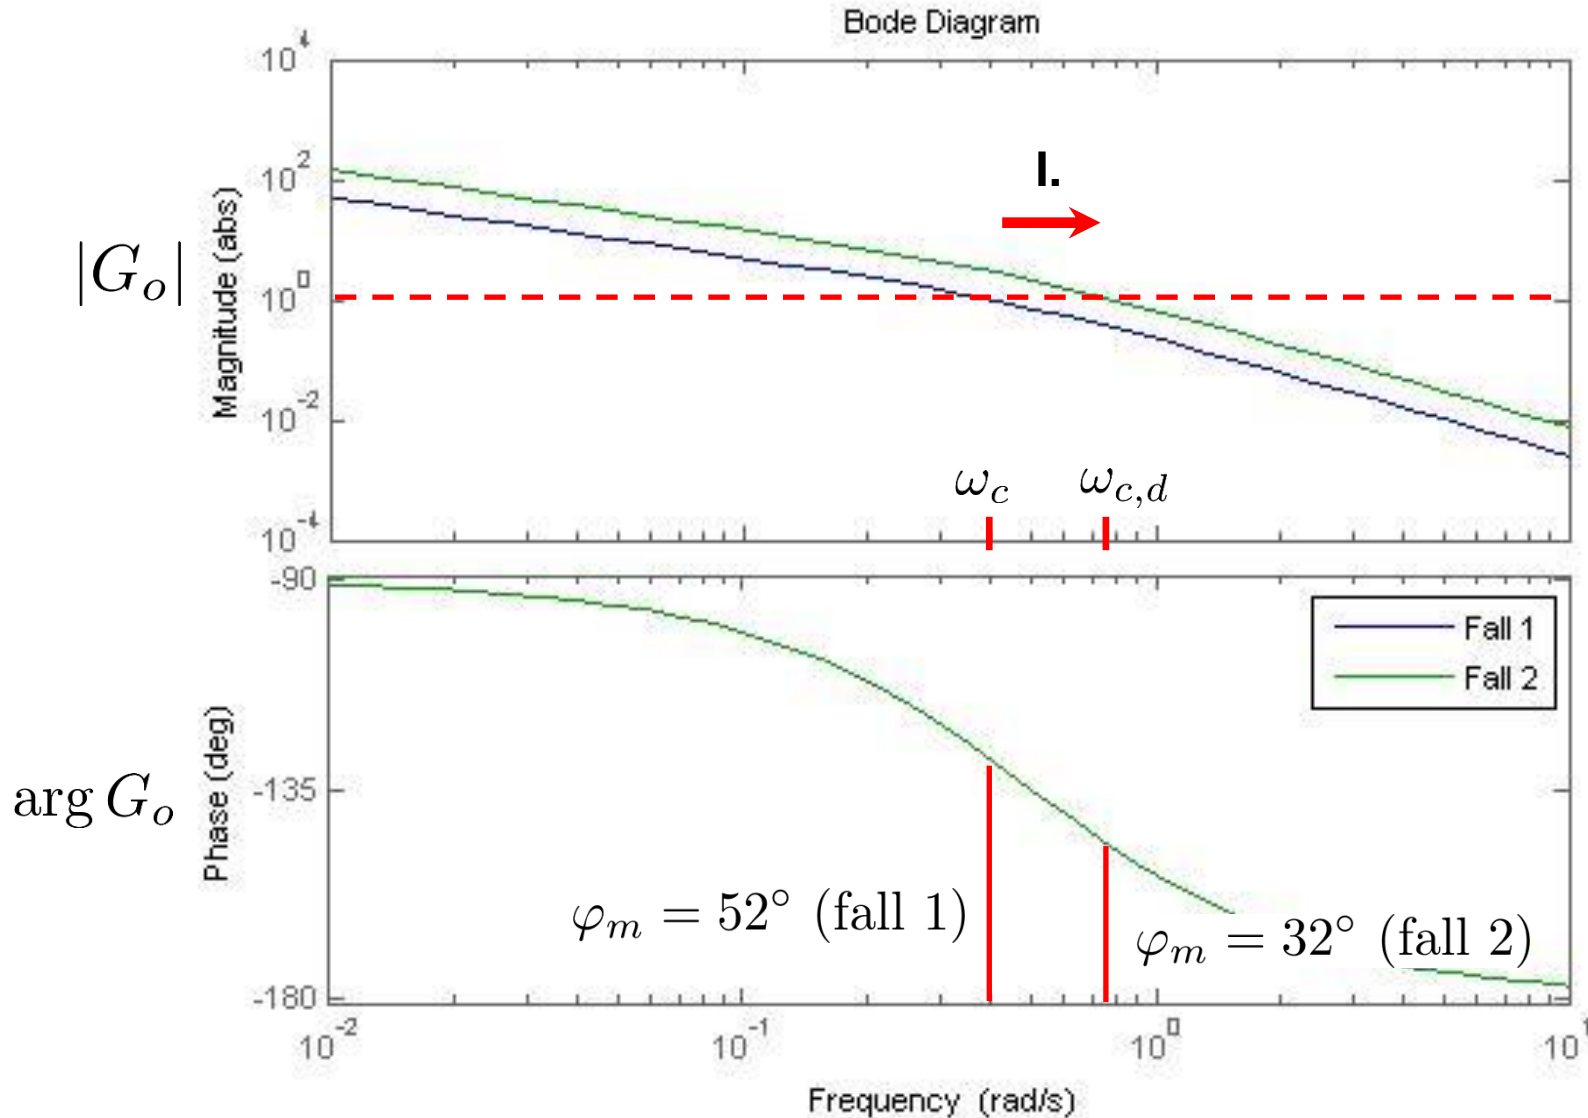 Bode Diagram
10^4
10^2
10^0
10^-2
10^-4
Magnitude (abs)
|G_o|
I.
ω_c
ω_{c,d}
-90
-135
-180
Phase (deg)
arg G_o
Fall 1
Fall 2
φ_m = 52° (fall 1)
φ_m = 32° (fall 2)
10^-2
10^-1
10^0
10^1
Frequency (rad/s)